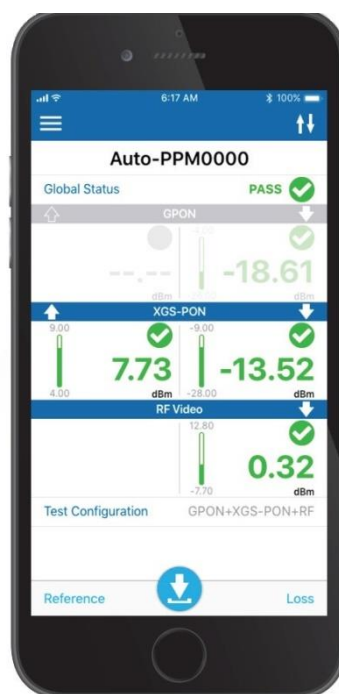 6:17 AM
100%
Auto-PPM0000
Global Status PASS
GPON
--.-- -18.61
dBm dBm
XGS-PON
9.00 -9.00
7.73 -13.52
4.00 dBm -28.00 dBm
RF Video
12.80
0.32
-7.70 dBm
Test Configuration GPON+XGS-PON+RF
Reference Loss